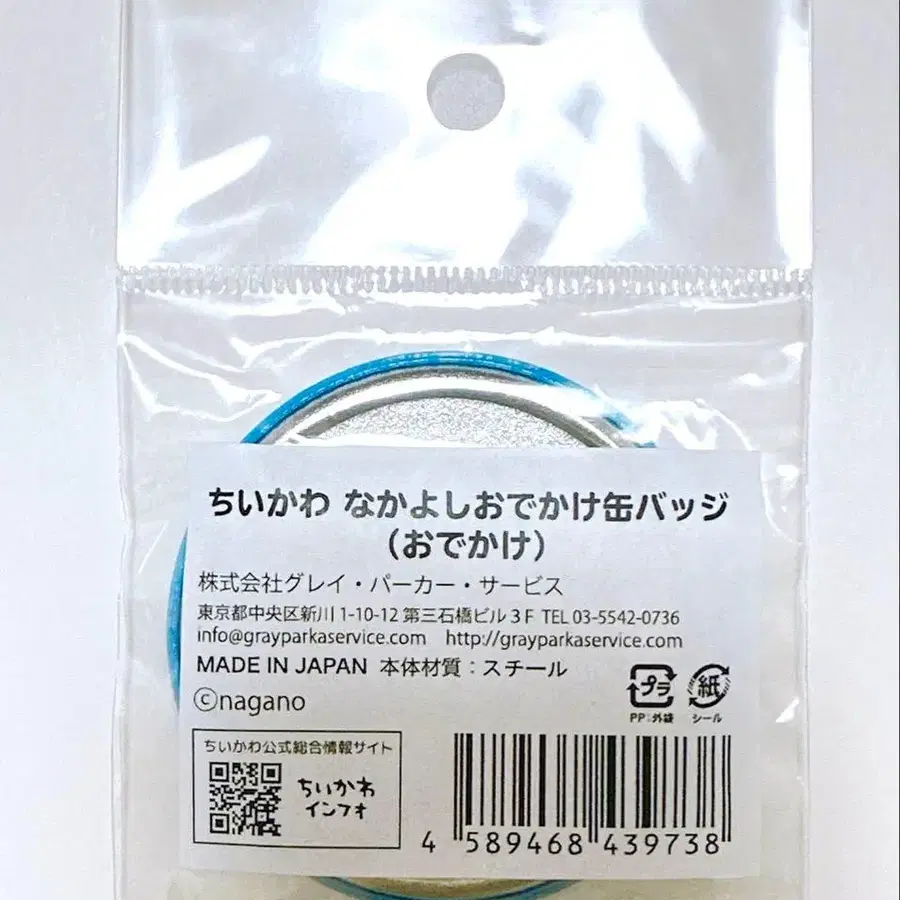 ちいかわ なかよしおでかけ缶バッジ
（おでかけ）
株式会社グレイ・パーカー・サービス
東京都中央区新川1-10-12 第三石橋ビル３F TEL 03-5542-0736
info@grayparkaservice.com http://grayparkaservice.com
MADE IN JAPAN 本体材質：スチール
プラ 紙
PP：外袋 シール
©nagano
ちいかわ公式総合情報サイト
ちいかわ
インフォ
4 589468 439738